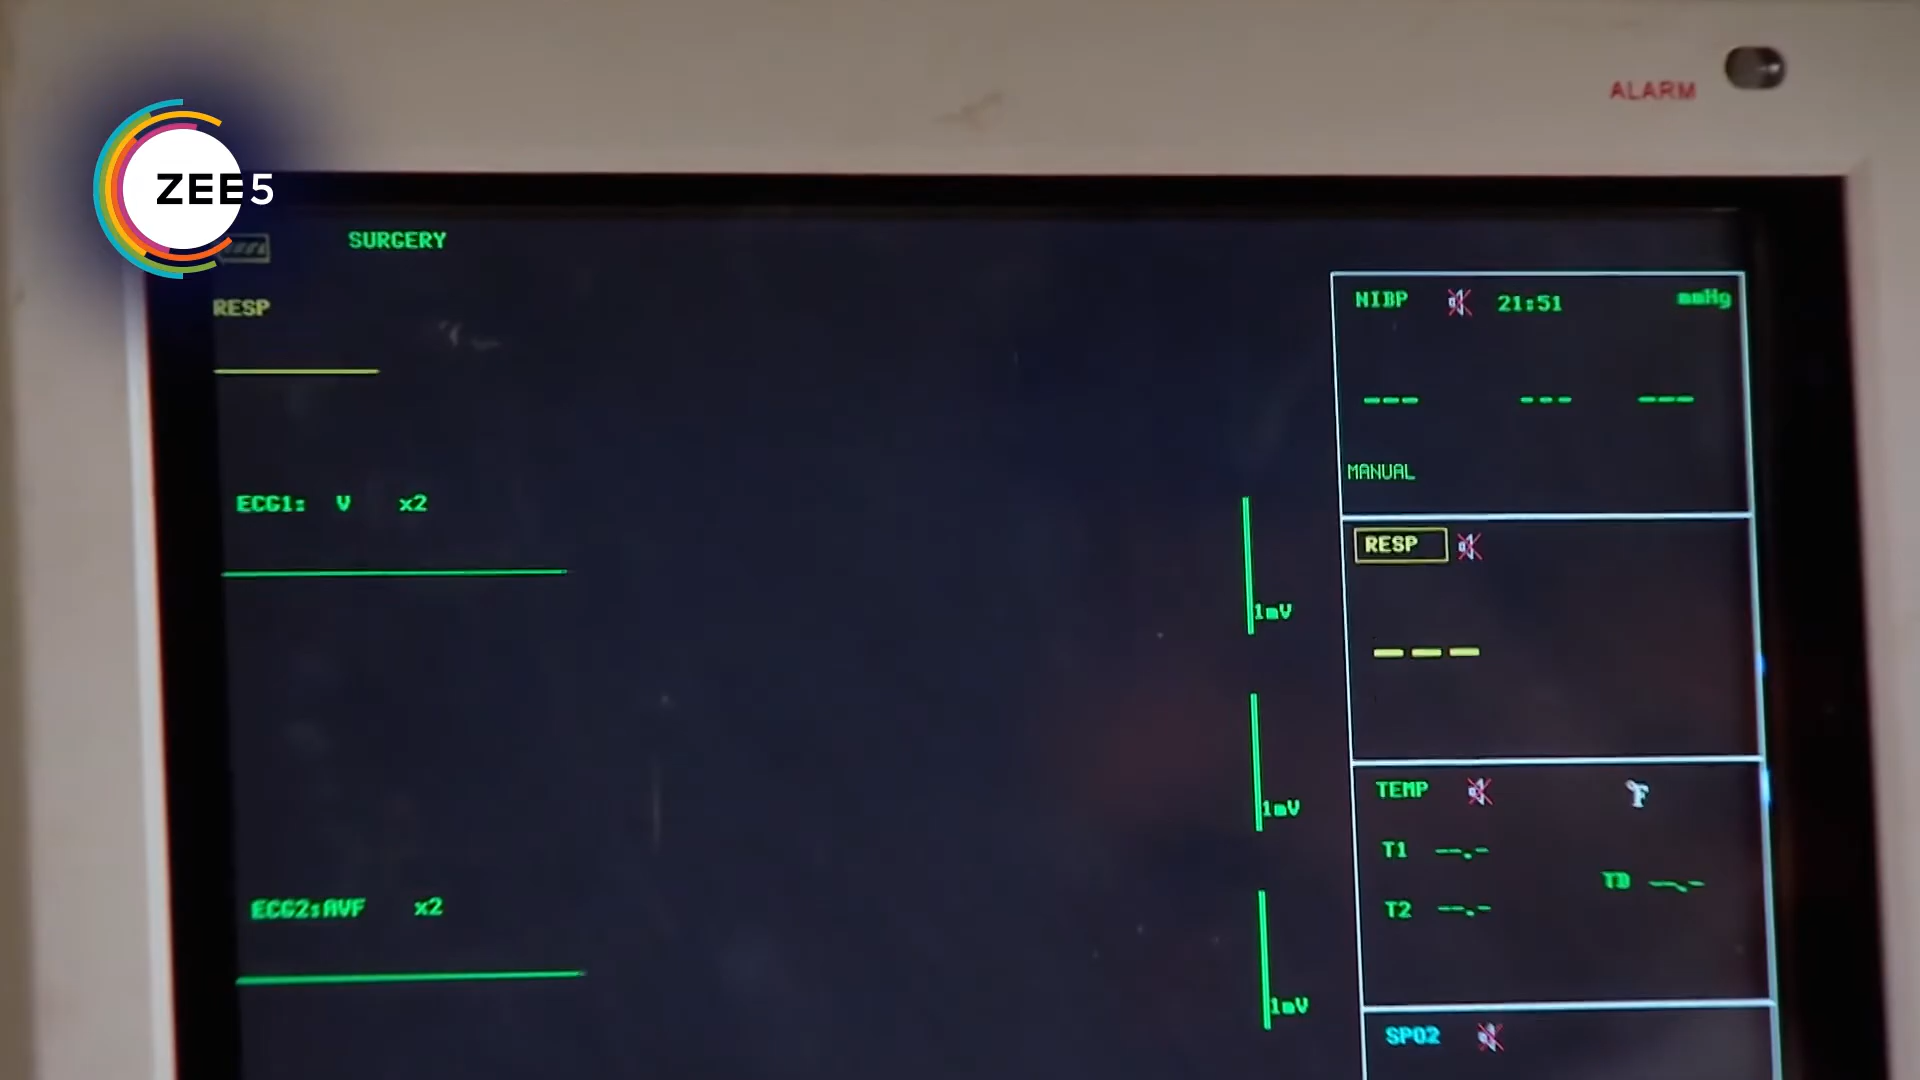 ALARM
ZEE5
SURGERY
RESP
NIBP 21:51 mmHg
--- --- ---
MANUAL
ECG1: V x2
1mV
RESP
---
1mV
TEMP °F
T1 --.-
TD --.-
T2 --.-
ECG2:AVF x2
1mV
SPO2